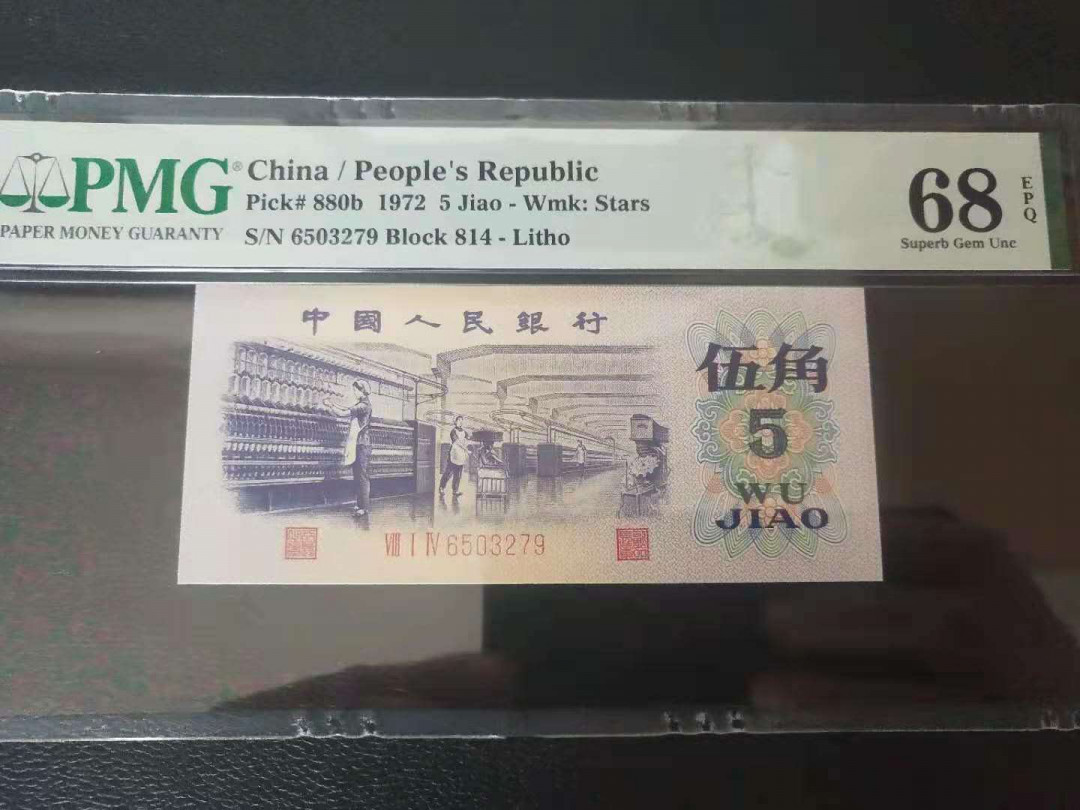 PMG®
PAPER MONEY GUARANTY
China / People's Republic
Pick# 880b 1972 5 Jiao - Wmk: Stars
S/N 6503279 Block 814 - Litho
68
EPQ
Superb Gem Unc
中國人民銀行
伍角
5
WU
JIAO
VIII I IV 6503279